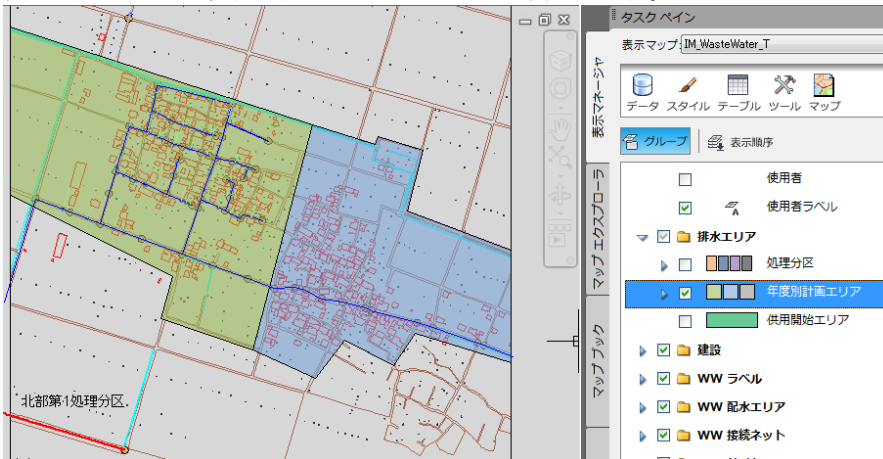 タスク ペイン
表示マップ: IM_WasteWater_T
データ スタイル テーブル ツール マップ
グループ 表示順序
表示マネージャ
マップ エクスプローラ
マップ ブック
使用者
A 使用者ラベル
排水エリア
処理分区
年度別計画エリア
供用開始エリア
建設
WW ラベル
WW 配水エリア
WW 接続ネット
北部第1処理分区